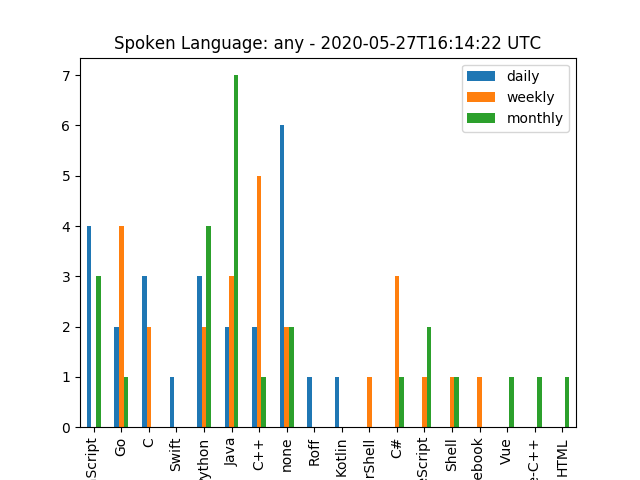 Spoken Language: any - 2020-05-27T16:14:22 UTC
daily
weekly
monthly
7
6
5
4
3
2
1
0
Script
Go
C
Swift
ython
Java
C++
none
Roff
Kotlin
rShell
C#
eScript
Shell
ebook
Vue
e-C++
HTML